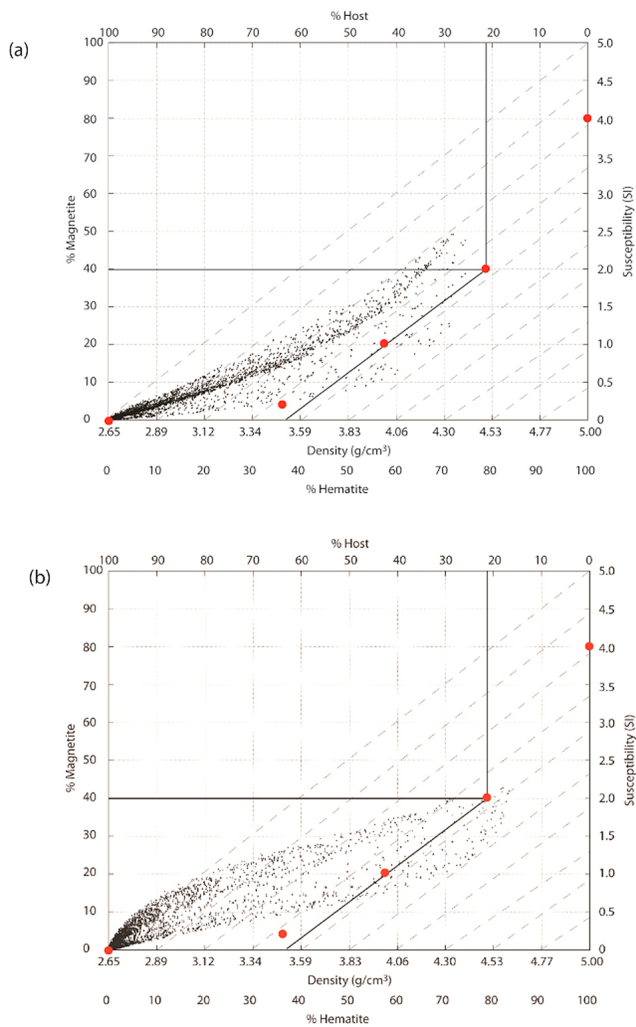 (a)
% Host
100 90 80 70 60 50 40 30 20 10 0
% Magnetite
100
90
80
70
60
50
40
30
20
10
0
5.0
4.5
4.0
3.5
3.0
2.5
2.0
1.5
1.0
0.5
0
Susceptibility (SI)
2.65 2.89 3.12 3.34 3.59 3.83 4.06 4.30 4.53 4.77 5.00
Density (g/cm³)
0 10 20 30 40 50 60 70 80 90 100
% Hematite
(b)
% Host
100 90 80 70 60 50 40 30 20 10 0
% Magnetite
100
90
80
70
60
50
40
30
20
10
0
5.0
4.5
4.0
3.5
3.0
2.5
2.0
1.5
1.0
0.5
0
Susceptibility (SI)
2.65 2.89 3.12 3.34 3.59 3.83 4.06 4.30 4.53 4.77 5.00
Density (g/cm³)
0 10 20 30 40 50 60 70 80 90 100
% Hematite